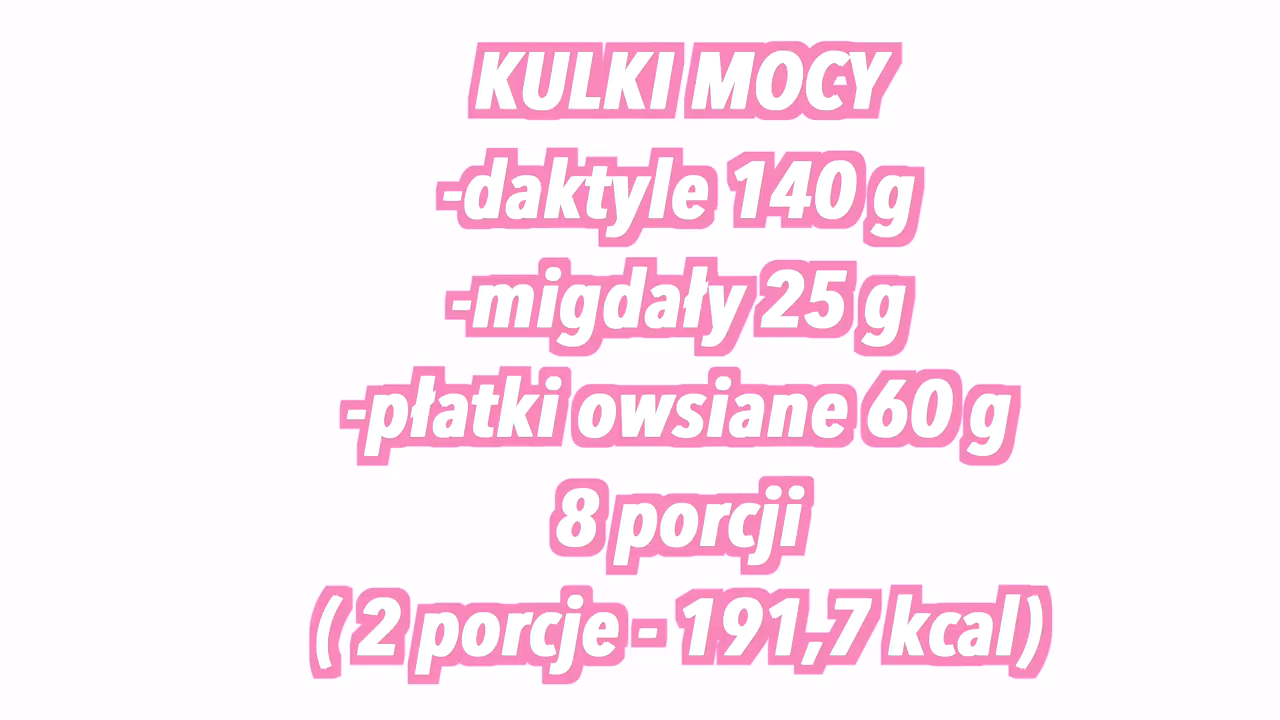 KULKI MOCY
-daktyle 140 g
-migdały 25 g
-płatki owsiane 60 g
8 porcji
( 2 porcje - 191,7 kcal)